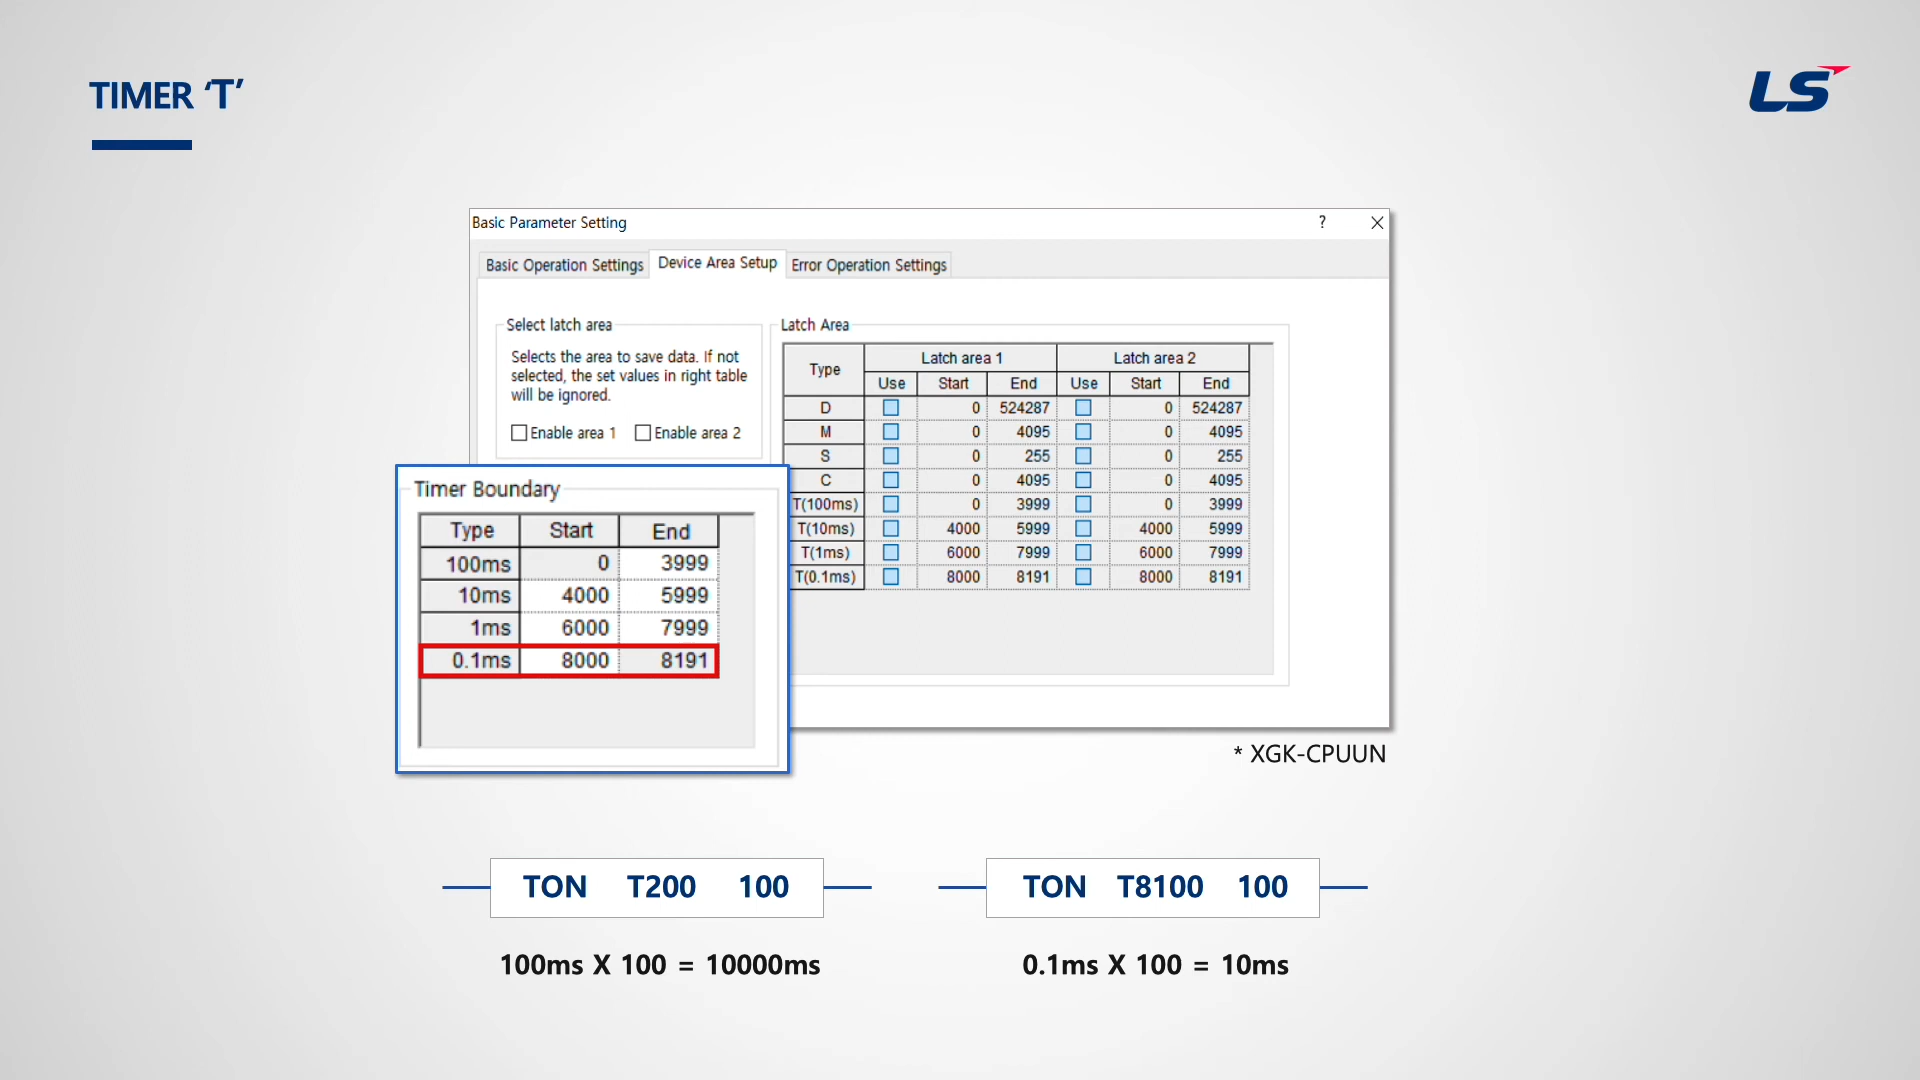 TIMER ‘T’
LS
Basic Parameter Setting
?
Basic Operation Settings Device Area Setup Error Operation Settings
Select latch area
Selects the area to save data. If not
selected, the set values in right table
will be ignored.
Enable area 1 Enable area 2
Latch Area
Type Latch area 1 Latch area 2
Use Start End Use Start End
D 0 524287 0 524287
M 0 4095 0 4095
S 0 255 0 255
C 0 4095 0 4095
T(100ms) 0 3999 0 3999
T(10ms) 4000 5999 4000 5999
T(1ms) 6000 7999 6000 7999
T(0.1ms) 8000 8191 8000 8191
Timer Boundary
Type Start End
100ms 0 3999
10ms 4000 5999
1ms 6000 7999
0.1ms 8000 8191
* XGK-CPUUN
TON T200 100
100ms X 100 = 10000ms
TON T8100 100
0.1ms X 100 = 10ms